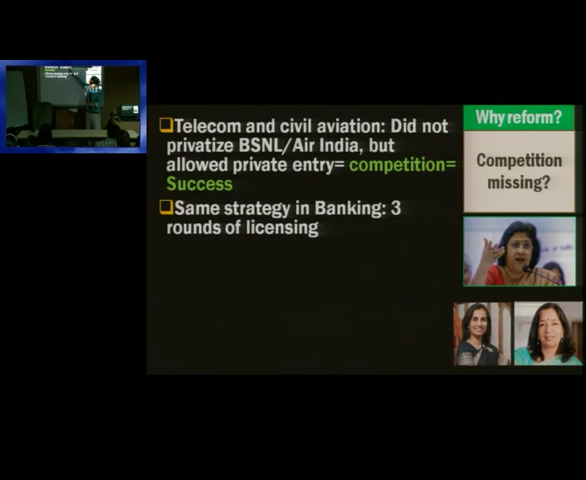 ❑Telecom and civil aviation: Did not
privatize BSNL/Air India, but
allowed private entry= competition=
Success
❑Same strategy in Banking: 3
rounds of licensing
Why reform?
Competition
missing?